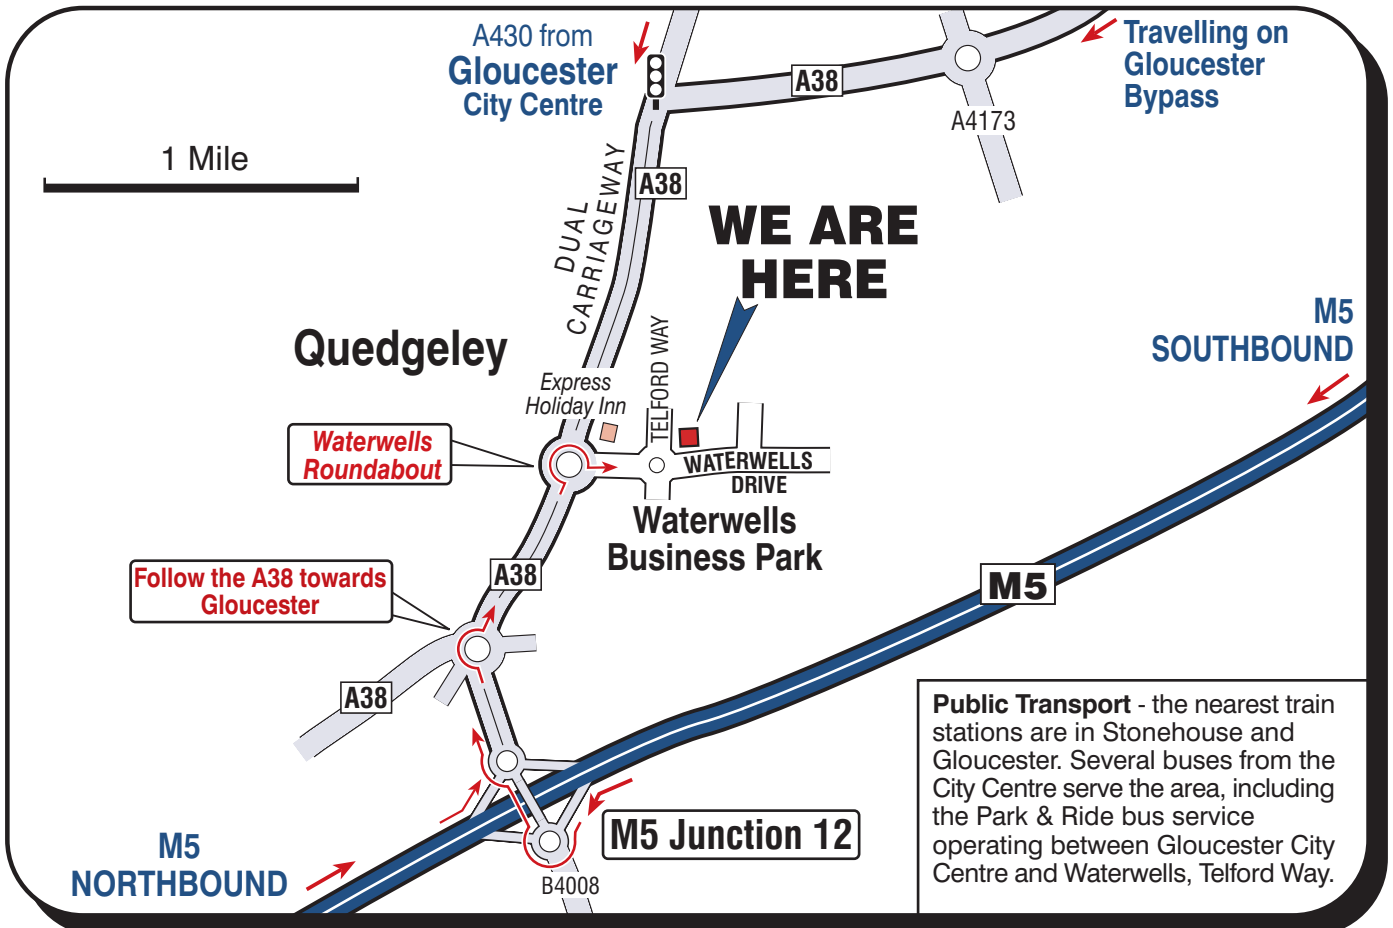 A430 from
Gloucester
City Centre
Travelling on
Gloucester
Bypass
A38
A4173
1 Mile
A38
DUAL
CARRIAGEWAY
WE ARE
HERE
M5
SOUTHBOUND
Quedgeley
Express
Holiday Inn
TELFORD WAY
Waterwells
Roundabout
WATERWELLS
DRIVE
Waterwells
Business Park
A38
Follow the A38 towards
Gloucester
M5
A38
Public Transport - the nearest train
stations are in Stonehouse and
Gloucester. Several buses from the
City Centre serve the area, including
the Park & Ride bus service
operating between Gloucester City
Centre and Waterwells, Telford Way.
M5 Junction 12
M5
NORTHBOUND
B4008